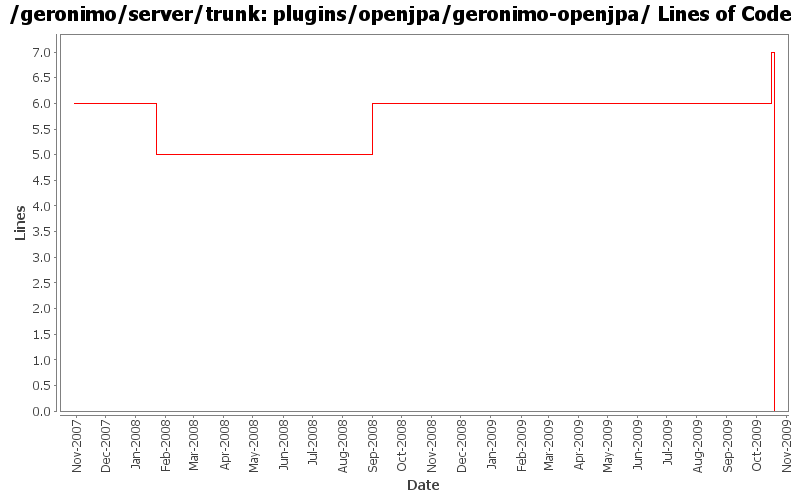 /geronimo/server/trunk: plugins/openjpa/geronimo-openjpa/ Lines of Code
7.0
6.5
6.0
5.5
5.0
4.5
4.0
3.5
3.0
2.5
2.0
1.5
1.0
0.5
0.0
Lines
Nov-2007
Dec-2007
Jan-2008
Feb-2008
Mar-2008
Apr-2008
May-2008
Jun-2008
Jul-2008
Aug-2008
Sep-2008
Oct-2008
Nov-2008
Dec-2008
Jan-2009
Feb-2009
Mar-2009
Apr-2009
May-2009
Jun-2009
Jul-2009
Aug-2009
Sep-2009
Oct-2009
Nov-2009
Date